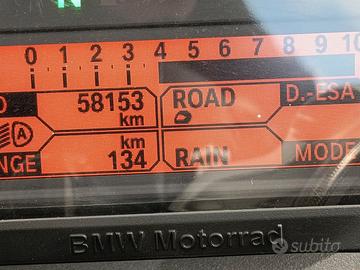 N
0 1 2 3 4 5 6 7 8 9 10
58153 km
ROAD
D.-ESA
A
NGE
134 km
RAIN
MODE
BMW Motorrad
subito